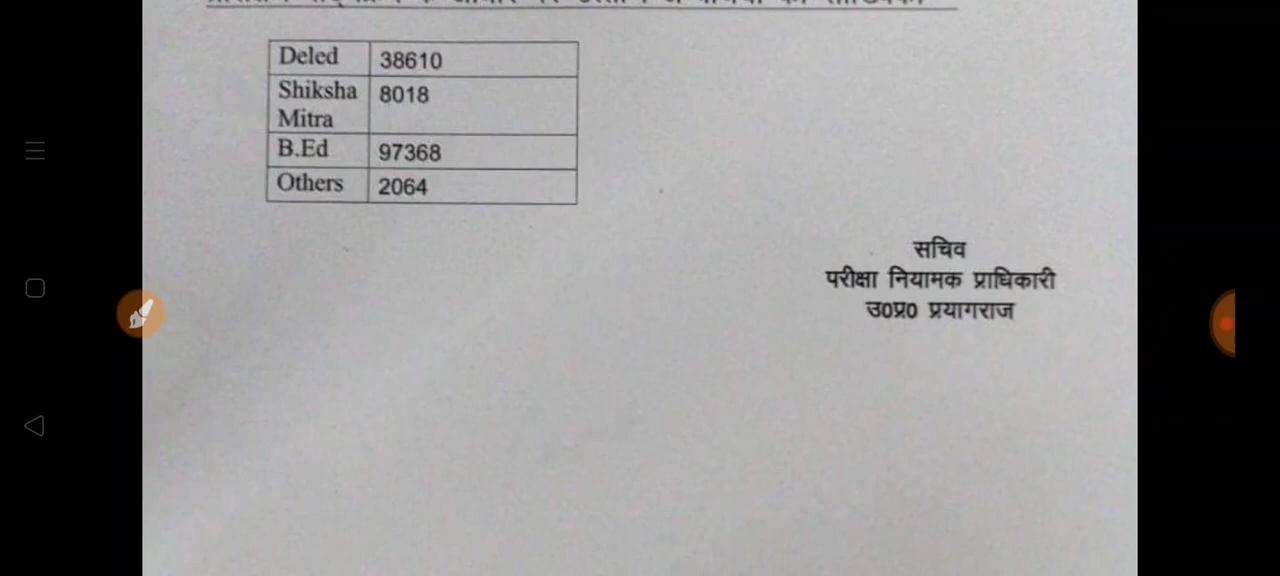 Deled 38610
Shiksha Mitra 8018
B.Ed 97368
Others 2064
सचिव
परीक्षा नियामक प्राधिकारी
उ0प्र0 प्रयागराज